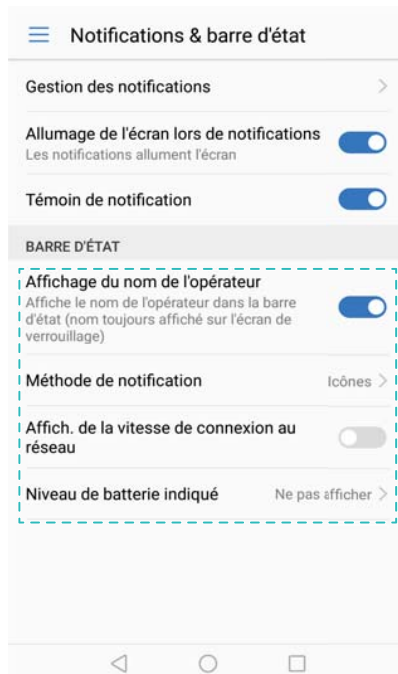 Notifications & barre d'état
Gestion des notifications
Allumage de l'écran lors de notifications
Les notifications allument l'écran
Témoin de notification
BARRE D'ÉTAT
Affichage du nom de l'opérateur
Affiche le nom de l'opérateur dans la barre
d'état (nom toujours affiché sur l'écran de
verrouillage)
Méthode de notification Icônes
Affich. de la vitesse de connexion au
réseau
Niveau de batterie indiqué Ne pas afficher